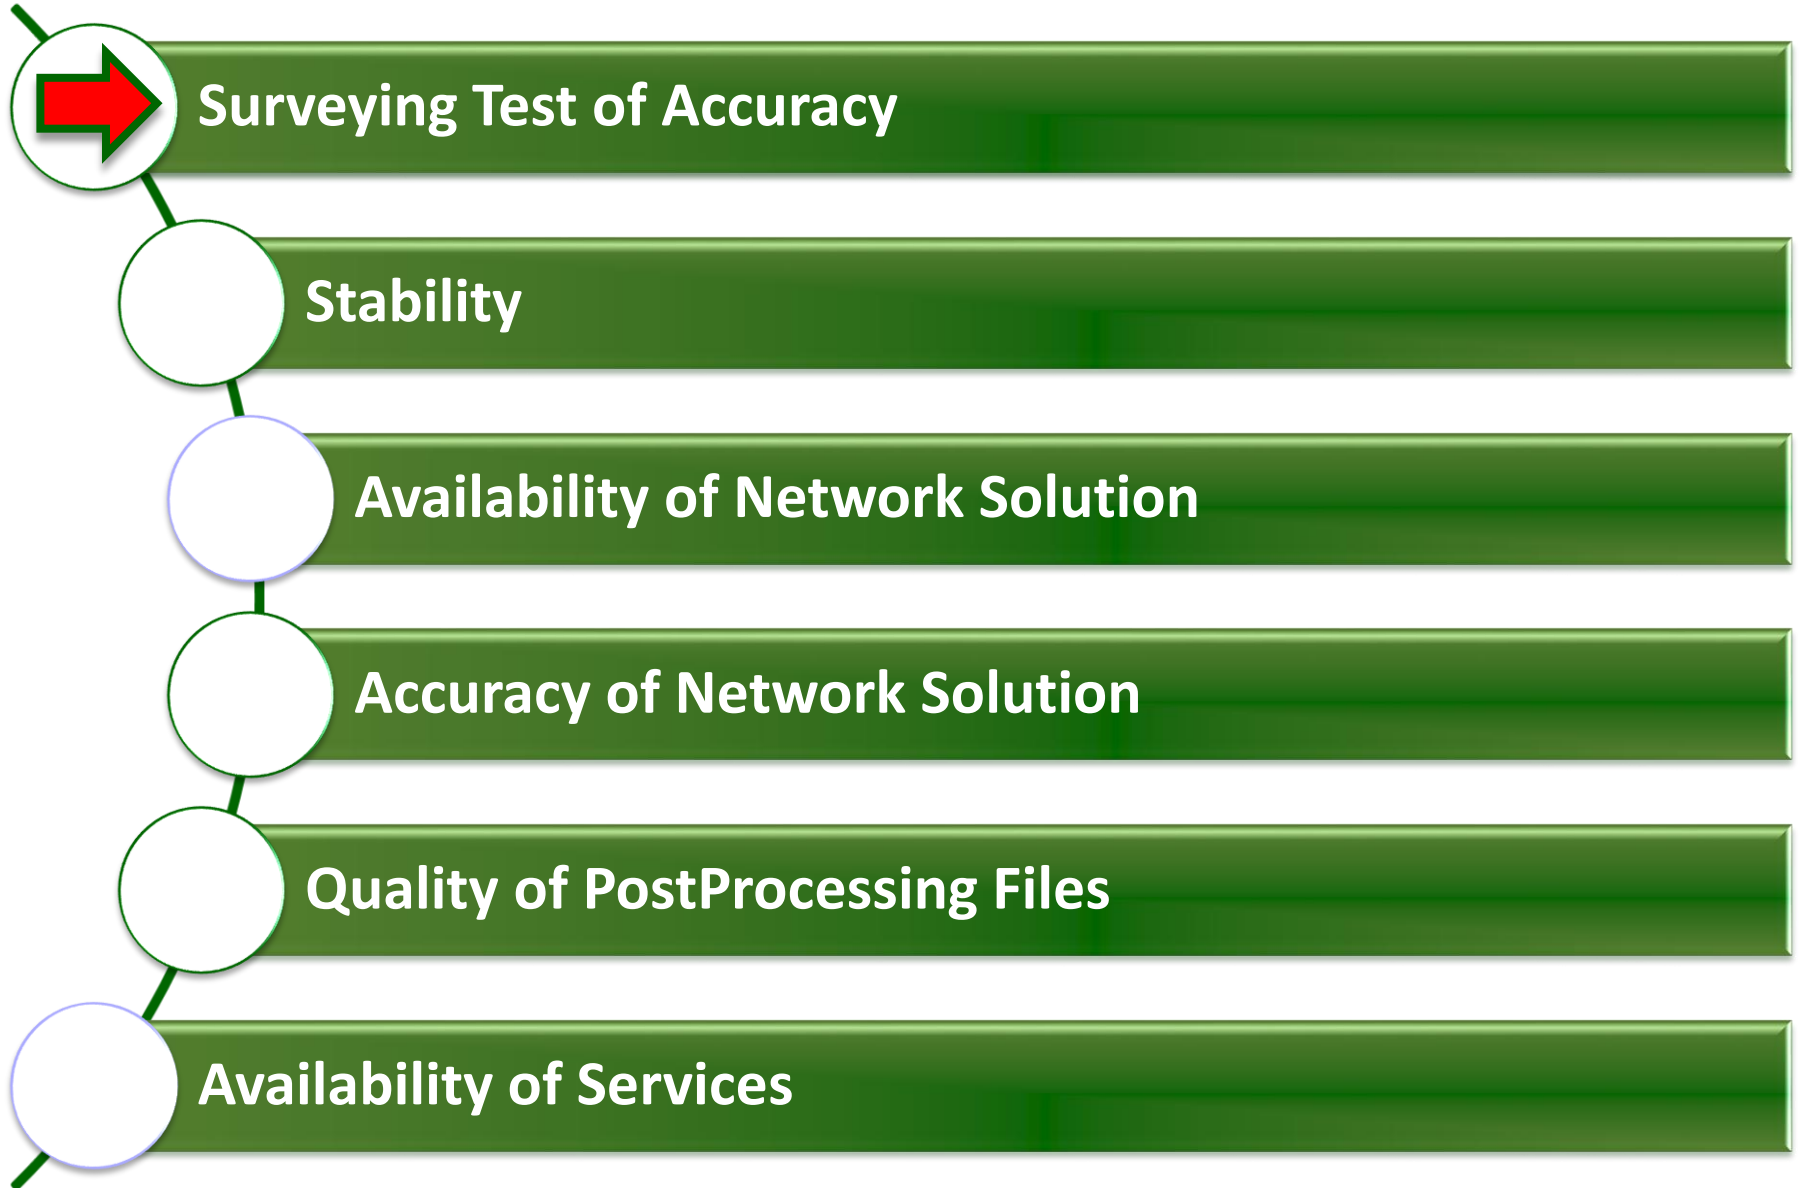 Surveying Test of Accuracy
Stability
Availability of Network Solution
Accuracy of Network Solution
Quality of PostProcessing Files
Availability of Services